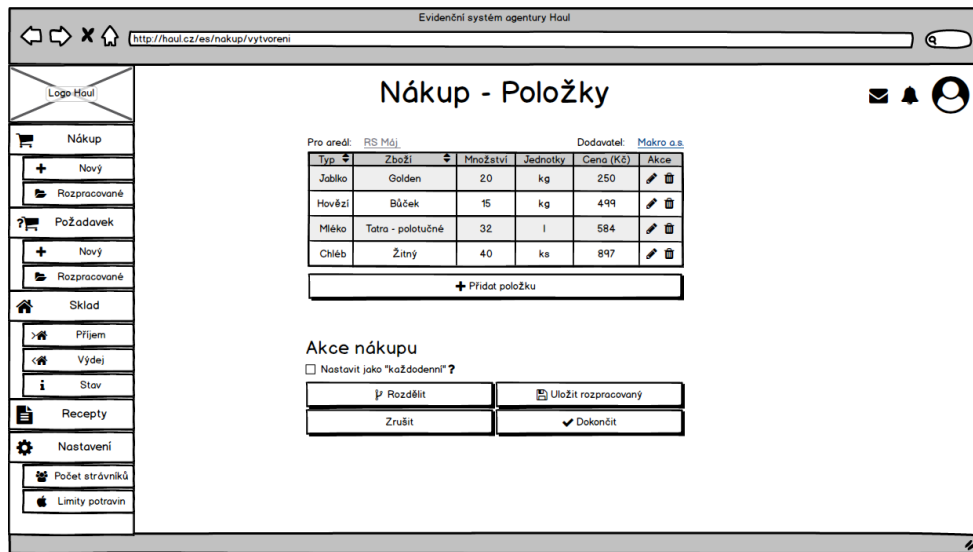 Evidenční systém agentury Haul
http://haul.cz/es/nakup/vytvoreni
Logo Haul
Nákup
Nový
Rozpracované
Požadavek
Nový
Rozpracované
Sklad
Příjem
Výdej
Stav
Recepty
Nastavení
Počet strávníků
Limity potravin
Nákup - Položky
Pro areál: RS Máj Dodavatel: Makro a.s.
Typ Zboží Množství Jednotky Cena (Kč) Akce
Jablko Golden 20 kg 250
Hovězí Bůček 15 kg 499
Mléko Tatra - polotučné 32 l 584
Chléb Žitný 40 ks 897
Přidat položku
Akce nákupu
Nastavit jako "každodenní" ?
Rozdělit Uložit rozpracovaný
Zrušit Dokončit